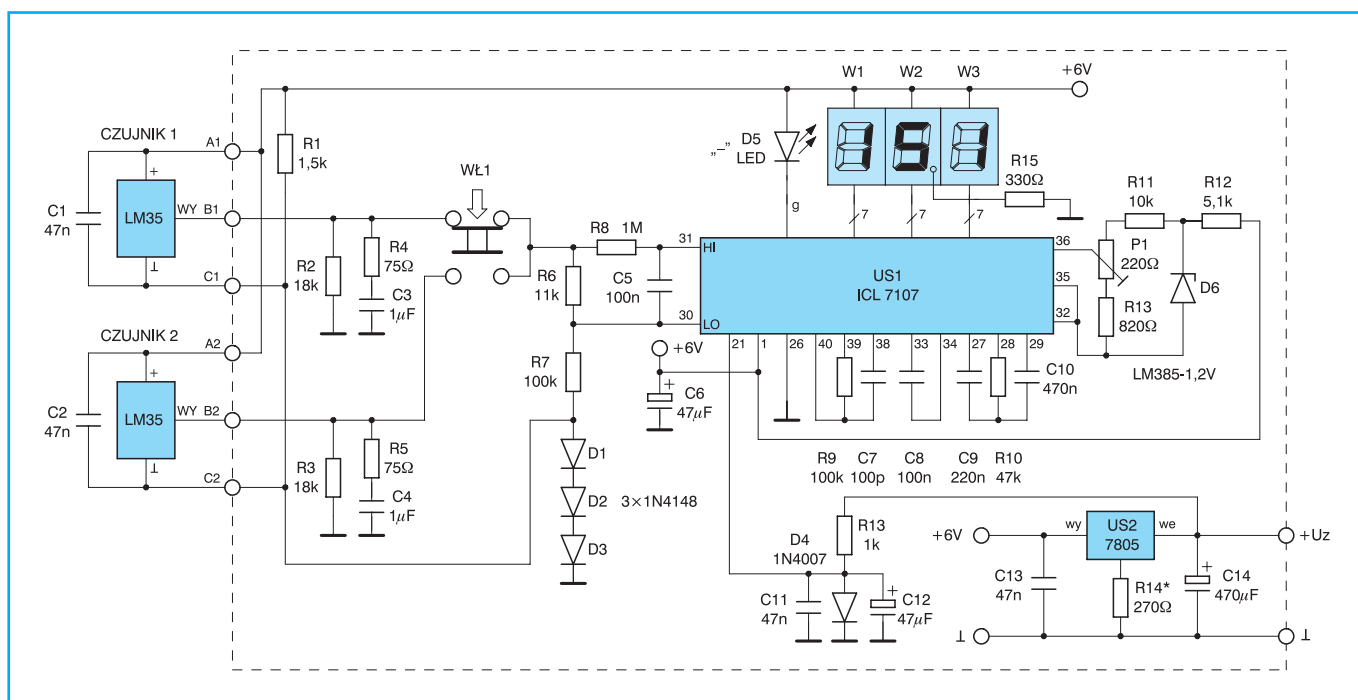 W1
W2
W3
+6V
CZUJNIK 1
A1
R1
1,5k
D5
LED
„–”
1 5. 1
R15
330Ω
WŁ1
R11
10k
R12
5,1k
C1
47n
+
LM35
WY
B1
⊥
C1
g
7
7
7
R8 1M
31
HI
36
P1
220Ω
R2
18k
R4
75Ω
C3
1µF
R6
11k
C5
100n
US1
ICL 7107
35
R13
820Ω
D6
30
LO
32
CZUJNIK 2
A2
+6V
21
1
26
40
39
38
33
34
27
28
29
C10
470n
LM385-1,2V
R7
100k
+
C6
47µF
C2
47n
+
LM35
WY
B2
⊥
C2
R3
18k
R5
75Ω
C4
1µF
D1
D2
D3
3×1N4148
R9
100k
C7
100p
C8
100n
C9
220n
R10
47k
R13
1k
D4
1N4007
C11
47n
+
C12
47µF
+6V
wy
US2
7805
we
+Uz
C13
47n
R14*
270Ω
+
C14
470µF
⊥
⊥